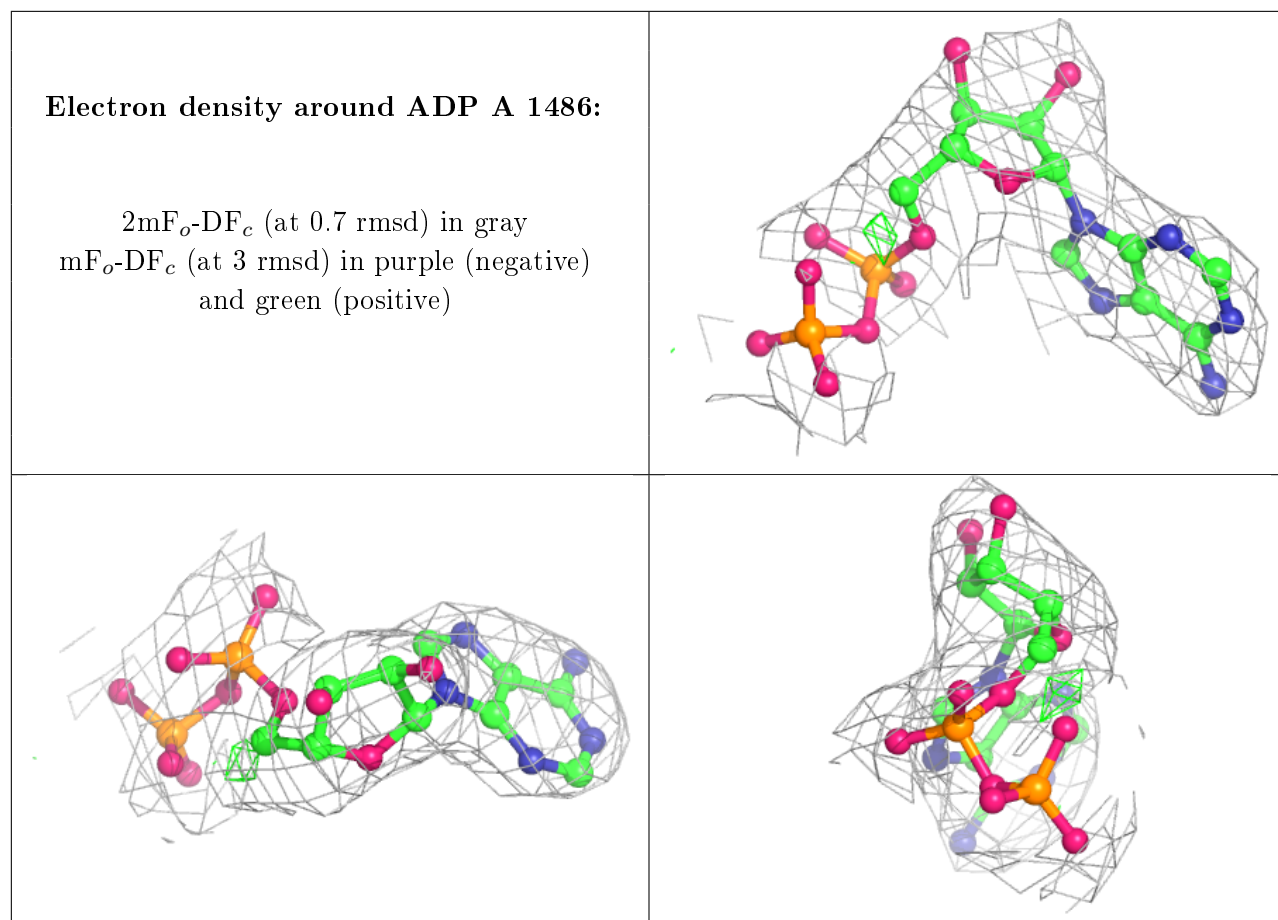 Electron density around ADP A 1486:
2mFo-DFc (at 0.7 rmsd) in gray
mFo-DFc (at 3 rmsd) in purple (negative)
and green (positive)